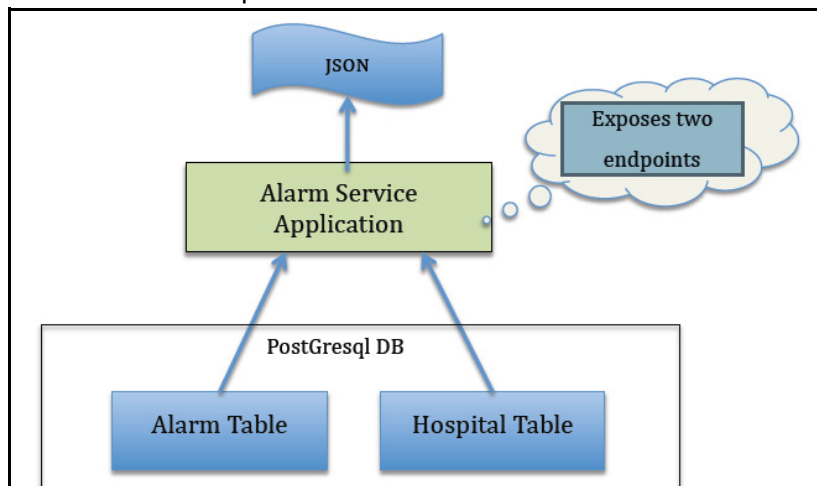 JSON
Exposes two
endpoints
Alarm Service
Application
PostGresql DB
Alarm Table
Hospital Table